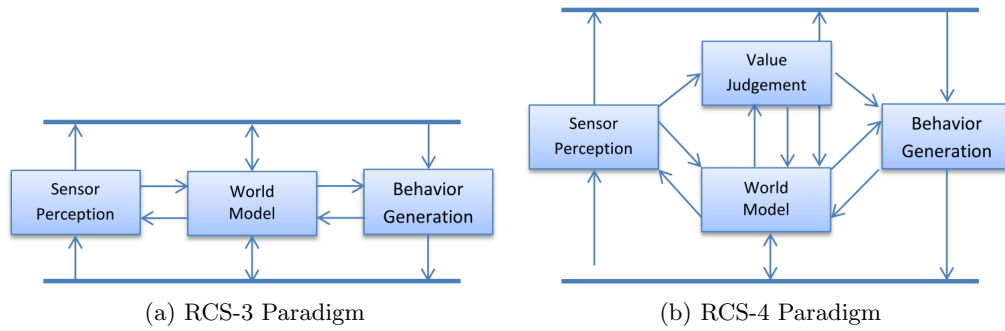 Sensor
Perception
World
Model
Behavior
Generation
(a) RCS-3 Paradigm
Value
Judgement
Sensor
Perception
Behavior
Generation
World
Model
(b) RCS-4 Paradigm